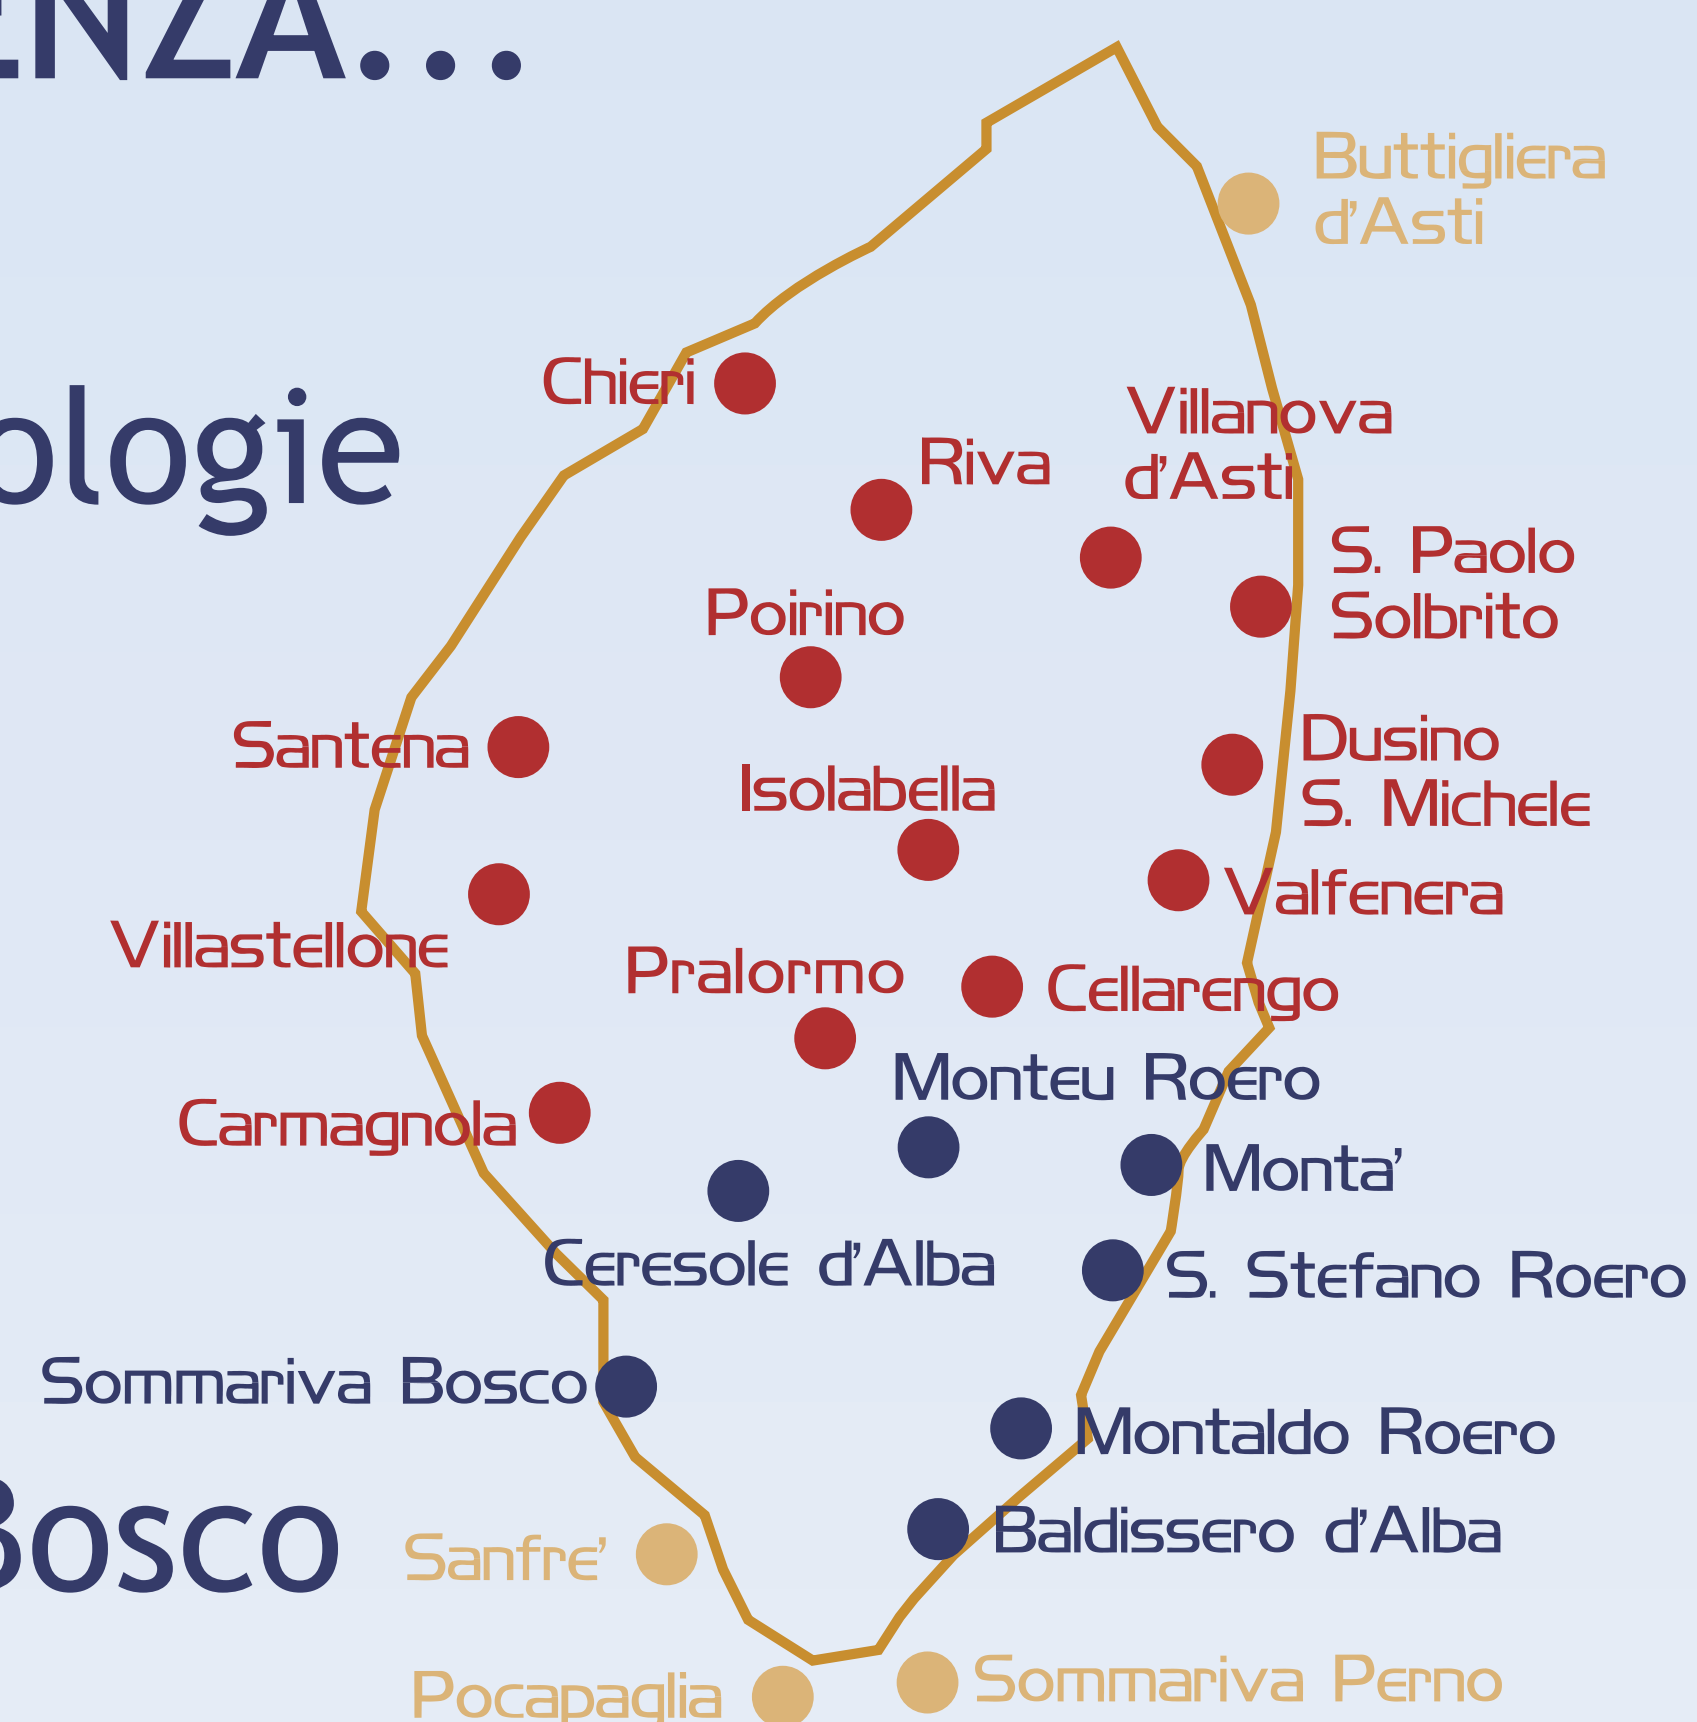 ENZA...
Buttigliera
d’Asti
Chieri
Villanova
d’Asti
Riva
S. Paolo
Solbrito
ologie
Poirino
Santena
Dusino
S. Michele
Isolabella
Valfenera
Villastellone
Pralormo
Cellarengo
Monteu Roero
Carmagnola
Monta’
Ceresole d’Alba
S. Stefano Roero
Sommariva Bosco
Montaldo Roero
Baldissero d’Alba
Bosco
Sanfre’
Sommariva Perno
Pocapaglia